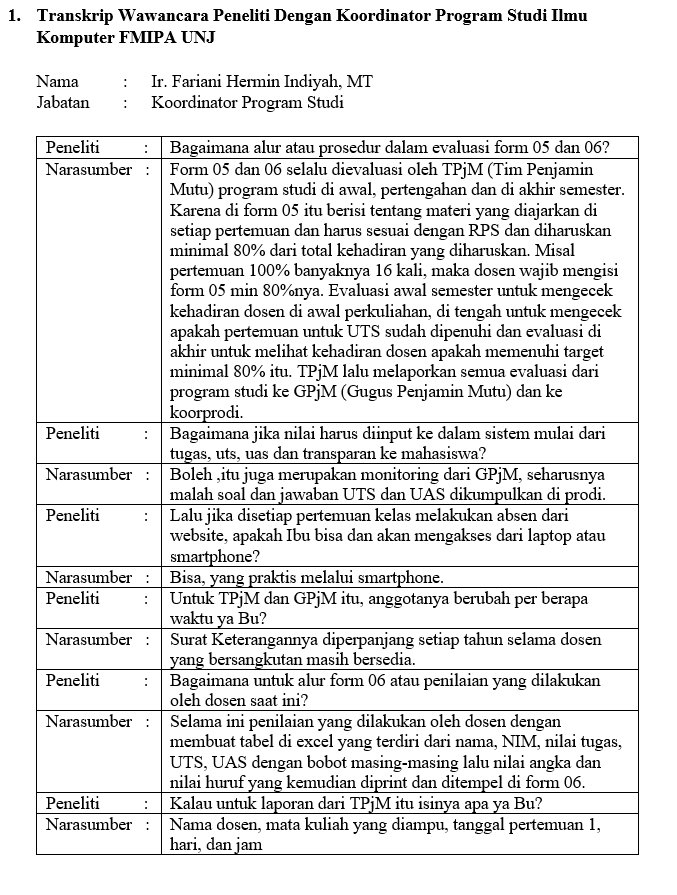 1. Transkrip Wawancara Peneliti Dengan Koordinator Program Studi Ilmu
Komputer FMIPA UNJ
Nama : Ir. Fariani Hermin Indiyah, MT
Jabatan : Koordinator Program Studi
Peneliti : Bagaimana alur atau prosedur dalam evaluasi form 05 dan 06?
Narasumber : Form 05 dan 06 selalu dievaluasi oleh TPjM (Tim Penjamin
Mutu) program studi di awal, pertengahan dan di akhir semester.
Karena di form 05 itu berisi tentang materi yang diajarkan di
setiap pertemuan dan harus sesuai dengan RPS dan diharuskan
minimal 80% dari total kehadiran yang diharuskan. Misal
pertemuan 100% banyaknya 16 kali, maka dosen wajib mengisi
form 05 min 80%nya. Evaluasi awal semester untuk mengecek
kehadiran dosen di awal perkuliahan, di tengah untuk mengecek
apakah pertemuan untuk UTS sudah dipenuhi dan evaluasi di
akhir untuk melihat kehadiran dosen apakah memenuhi target
minimal 80% itu. TPjM lalu melaporkan semua evaluasi dari
program studi ke GPjM (Gugus Penjamin Mutu) dan ke
koorprodi.
Peneliti : Bagaimana jika nilai harus diinput ke dalam sistem mulai dari
tugas, uts, uas dan transparan ke mahasiswa?
Narasumber : Boleh ,itu juga merupakan monitoring dari GPjM, seharusnya
malah soal dan jawaban UTS dan UAS dikumpulkan di prodi.
Peneliti : Lalu jika disetiap pertemuan kelas melakukan absen dari
website, apakah Ibu bisa dan akan mengakses dari laptop atau
smartphone?
Narasumber : Bisa, yang praktis melalui smartphone.
Peneliti : Untuk TPjM dan GPjM itu, anggotanya berubah per berapa
waktu ya Bu?
Narasumber : Surat Keterangannya diperpanjang setiap tahun selama dosen
yang bersangkutan masih bersedia.
Peneliti : Bagaimana untuk alur form 06 atau penilaian yang dilakukan
oleh dosen saat ini?
Narasumber : Selama ini penilaian yang dilakukan oleh dosen dengan
membuat tabel di excel yang terdiri dari nama, NIM, nilai tugas,
UTS, UAS dengan bobot masing-masing lalu nilai angka dan
nilai huruf yang kemudian diprint dan ditempel di form 06.
Peneliti : Kalau untuk laporan dari TPjM itu isinya apa ya Bu?
Narasumber : Nama dosen, mata kuliah yang diampu, tanggal pertemuan 1,
hari, dan jam